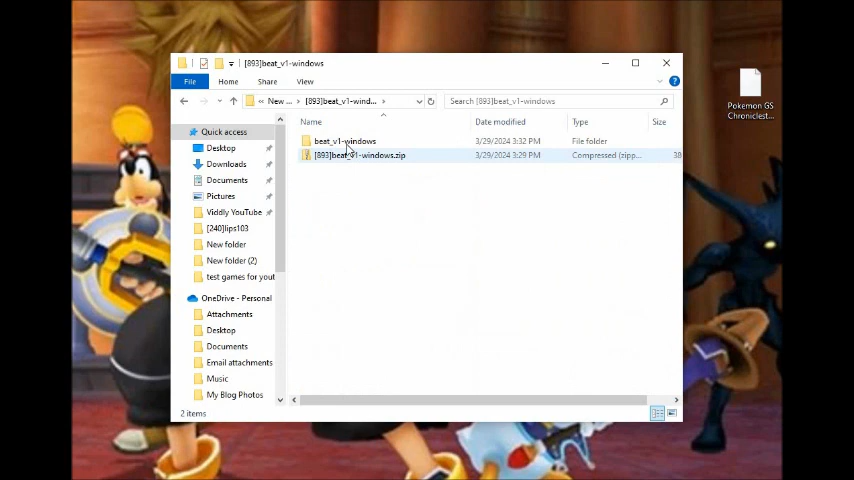 [893]beat_v1-windows
File Home Share View
« New ... > [893]beat_v1-wind... > Search [893]beat_v1-windows
Name Date modified Type Size
beat_v1-windows 3/29/2024 3:32 PM File folder
[893]beat_v1-windows.zip 3/29/2024 3:29 PM Compressed (zipp... 38
Quick access
Desktop
Downloads
Documents
Pictures
Viddly YouTube
[240]lips103
New folder
New folder (2)
test games for yout
OneDrive - Personal
Attachments
Desktop
Documents
Email attachments
Music
My Blog Photos
2 items
Pokemon GS
Chroniclest...